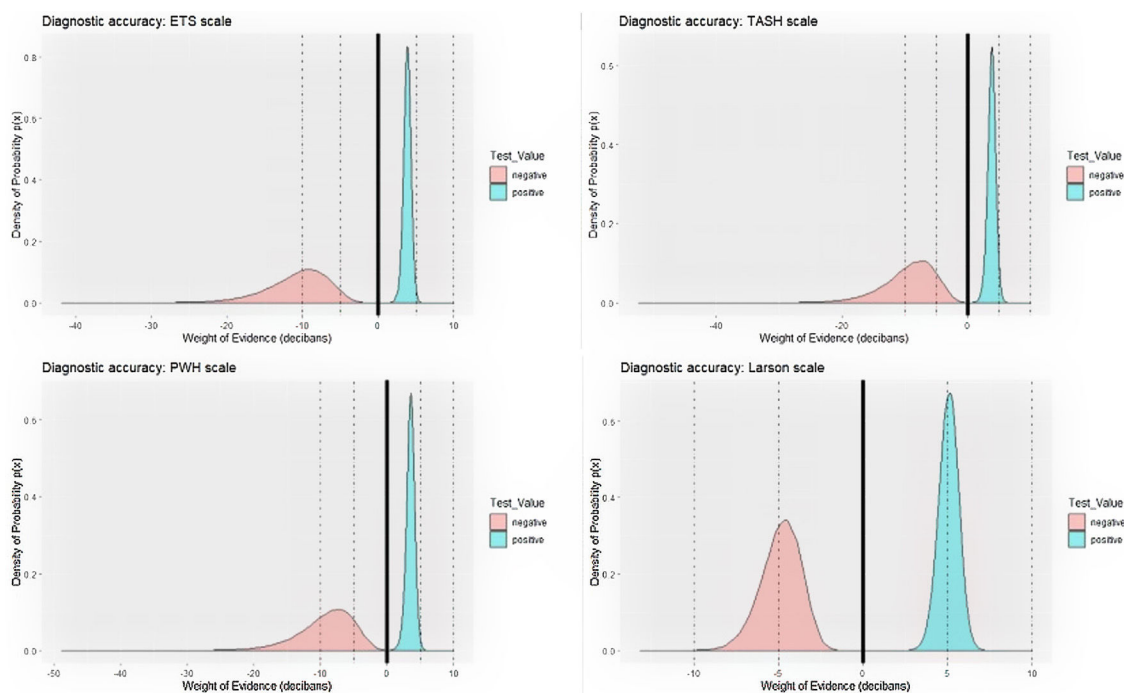 Diagnostic accuracy: ETS scale
Density of Probability p(x)
0.8
0.6
0.4
0.2
0.0
-40 -30 -20 -10 0 10
Weight of Evidence (decibans)
Test_Value
negative
positive
Diagnostic accuracy: TASH scale
Density of Probability p(x)
0.5
0.4
0.2
0.0
-40 -20 0
Weight of Evidence (decibans)
Test_Value
negative
positive
Diagnostic accuracy: PWH scale
Density of Probability p(x)
0.6
0.4
0.2
0.0
-50 -40 -30 -20 -10 0 10
Weight of Evidence (decibans)
Test_Value
negative
positive
Diagnostic accuracy: Larson scale
Density of Probability p(x)
0.6
0.4
0.2
0.0
-10 -5 0 5 10
Weight of Evidence (decibans)
Test_Value
negative
positive